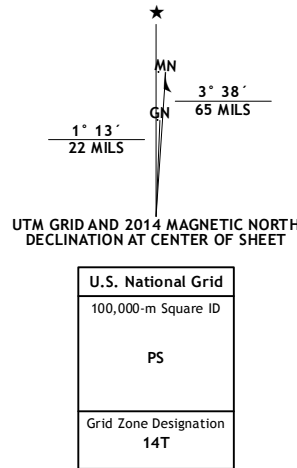 ★
MN
3° 38´
65 MILS
GN
1° 13´
22 MILS
UTM GRID AND 2014 MAGNETIC NORTH
DECLINATION AT CENTER OF SHEET
U.S. National Grid
100,000-m Square ID
PS
Grid Zone Designation
14T